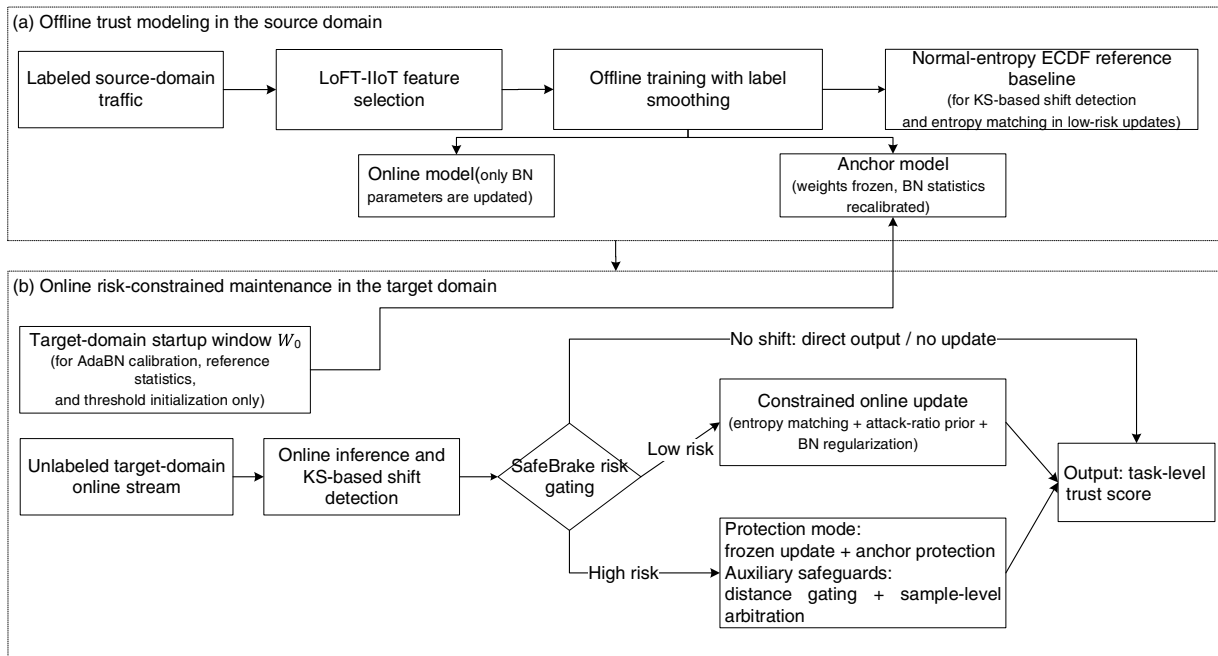 (a) Offline trust modeling in the source domain
Labeled source-domain
traffic
LoFT-IIoT feature
selection
Offline training with label
smoothing
Normal-entropy ECDF reference
baseline
(for KS-based shift detection
and entropy matching in low-risk updates)
Online model(only BN
parameters are updated)
Anchor model
(weights frozen, BN statistics
recalibrated)
(b) Online risk-constrained maintenance in the target domain
Target-domain startup window W₀
(for AdaBN calibration, reference
statistics,
and threshold initialization only)
Unlabeled target-domain
online stream
Online inference and
KS-based shift
detection
SafeBrake risk
gating
No shift: direct output / no update
Low risk
High risk
Constrained online update
(entropy matching + attack-ratio prior +
BN regularization)
Protection mode:
frozen update + anchor protection
Auxiliary safeguards:
distance gating + sample-level
arbitration
Output: task-level
trust score